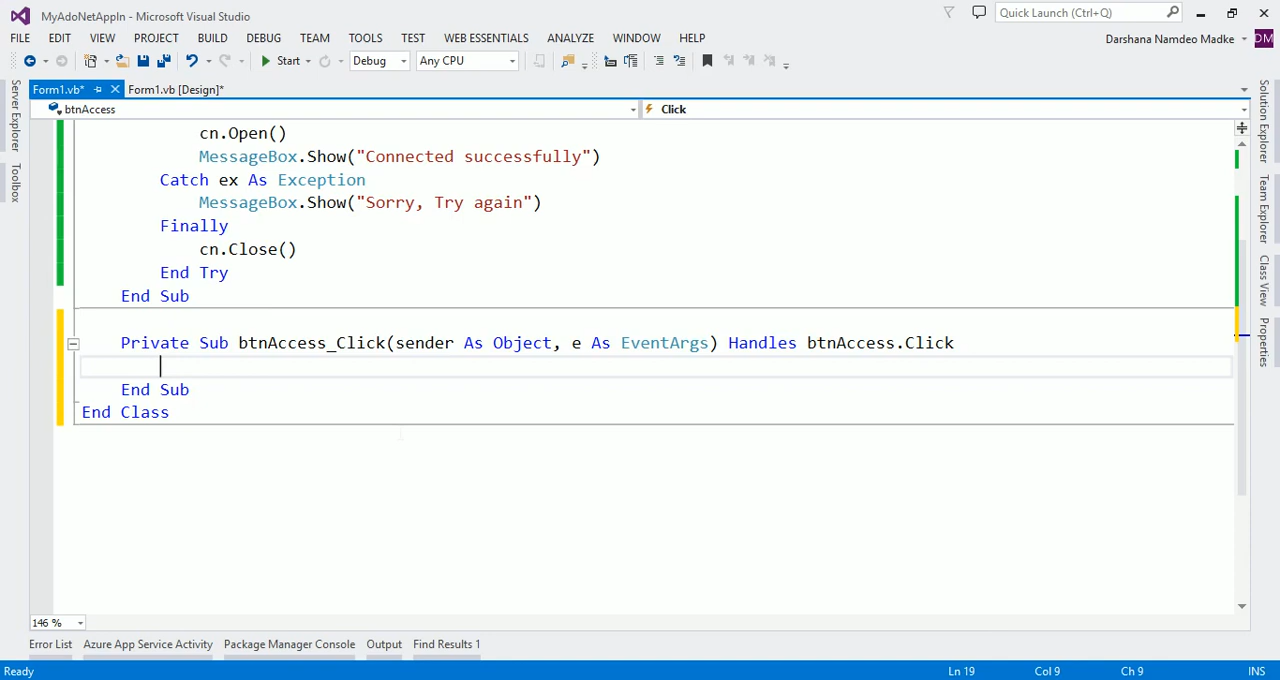 MyAdoNetAppIn - Microsoft Visual Studio
Quick Launch (Ctrl+Q)
FILE EDIT VIEW PROJECT BUILD DEBUG TEAM TOOLS TEST WEB ESSENTIALS ANALYZE WINDOW HELP
Darshana Namdeo Madke
DM
Start Debug Any CPU
Form1.vb* Form1.vb [Design]*
btnAccess
Click
cn.Open()
MessageBox.Show("Connected successfully")
Catch ex As Exception
MessageBox.Show("Sorry, Try again")
Finally
cn.Close()
End Try
End Sub
Private Sub btnAccess_Click(sender As Object, e As EventArgs) Handles btnAccess.Click
End Sub
End Class
Server Explorer
Toolbox
Solution Explorer
Team Explorer
Class View
Properties
146 %
Error List Azure App Service Activity Package Manager Console Output Find Results 1
Ready Ln 19 Col 9 Ch 9 INS